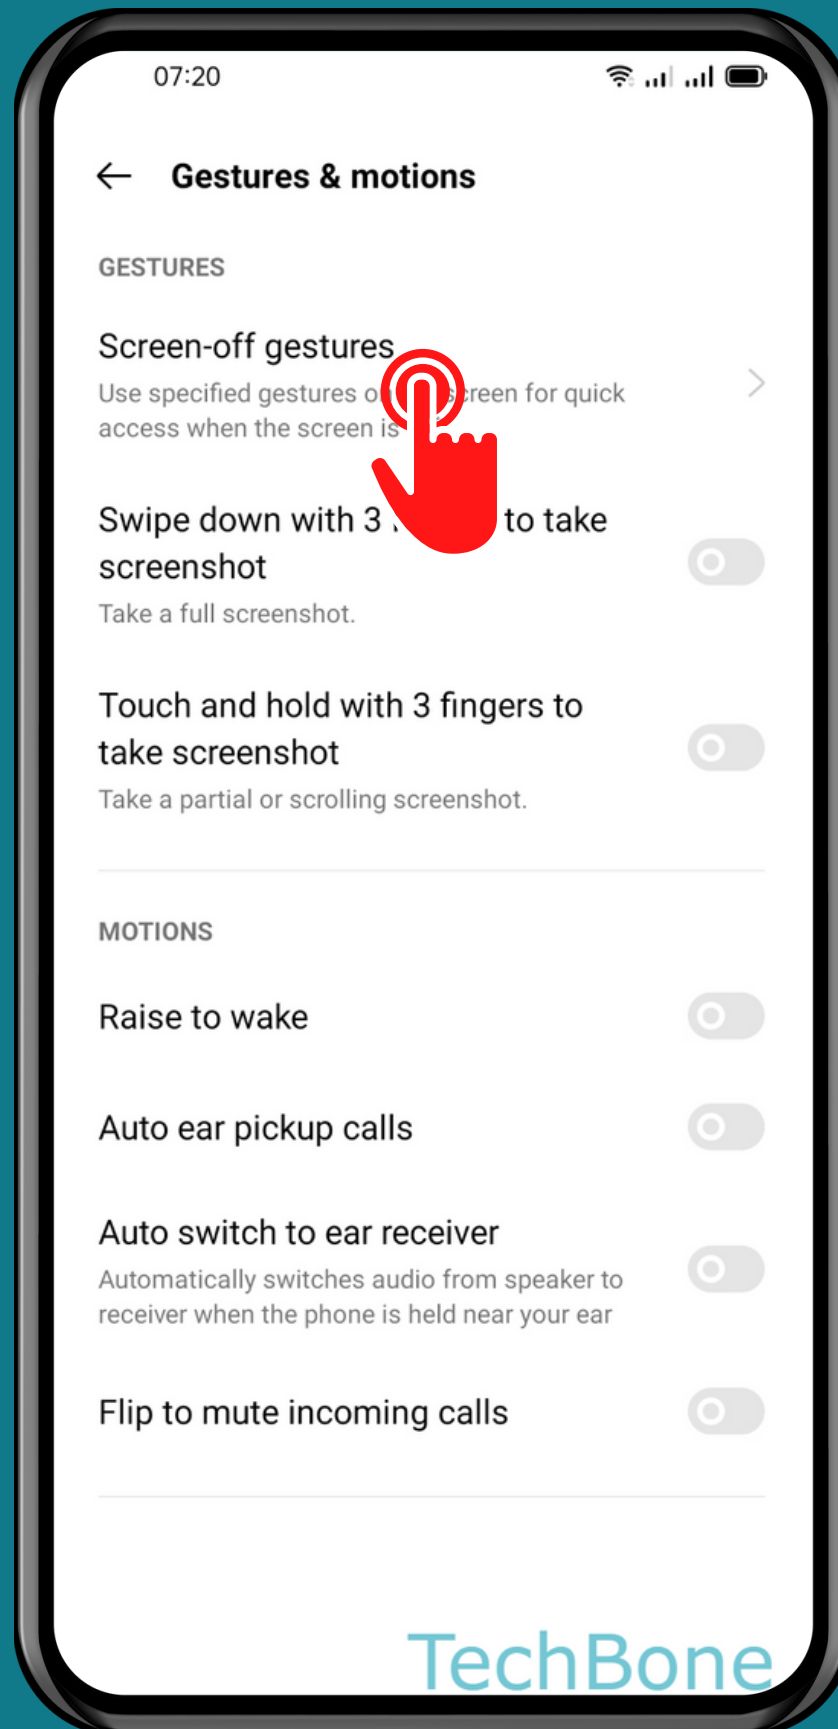 07:20
Gestures & motions
GESTURES
Screen-off gestures
Use specified gestures screen for quick
access when the screen is
Swipe down with 3 to take
screenshot
Take a full screenshot.
Touch and hold with 3 fingers to
take screenshot
Take a partial or scrolling screenshot.
MOTIONS
Raise to wake
Auto ear pickup calls
Auto switch to ear receiver
Automatically switches audio from speaker to
receiver when the phone is held near your ear
Flip to mute incoming calls
TechBone